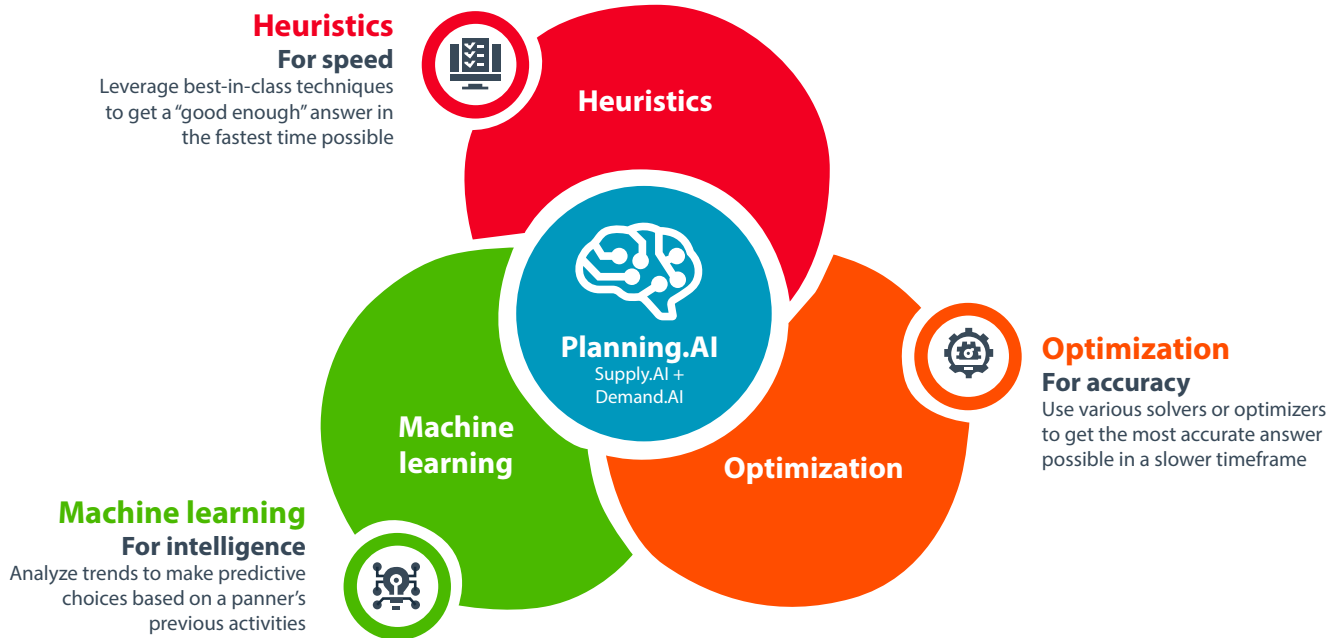 Heuristics
For speed
Leverage best-in-class techniques
to get a “good enough” answer in
the fastest time possible
Heuristics
Planning.AI
Supply.AI +
Demand.AI
Optimization
For accuracy
Use various solvers or optimizers
to get the most accurate answer
possible in a slower timeframe
Machine
learning
Optimization
Machine learning
For intelligence
Analyze trends to make predictive
choices based on a panner’s
previous activities